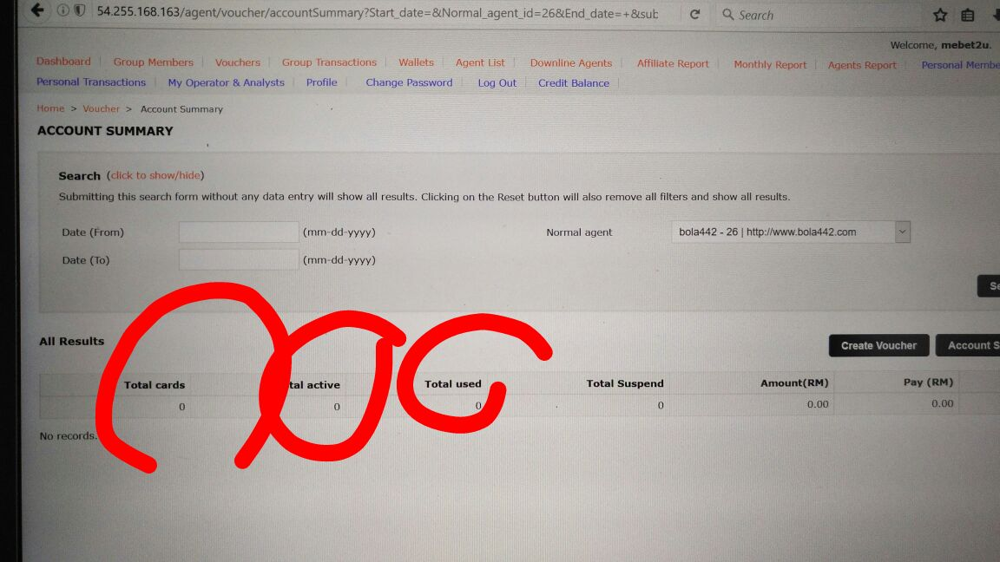 54.255.168.163/agent/voucher/accountSummary?Start_date=&Normal_agent_id=26&End_date=+&sub
Search
Welcome, mebet2u.
Dashboard Group Members Vouchers Group Transactions Wallets Agent List Downline Agents Affiliate Report Monthly Report Agents Report Personal Membe
Personal Transactions My Operator & Analysts Profile Change Password Log Out Credit Balance
Home > Voucher > Account Summary
ACCOUNT SUMMARY
Search (click to show/hide)
Submitting this search form without any data entry will show all results. Clicking on the Reset button will also remove all filters and show all results.
Date (From) (mm-dd-yyyy) Normal agent bola442 - 26 | http://www.bola442.com
Date (To) (mm-dd-yyyy)
Se
All Results Create Voucher Account S
Total cards tal active Total used Total Suspend Amount(RM) Pay (RM)
0 0 0 0 0.00 0.00
No records.